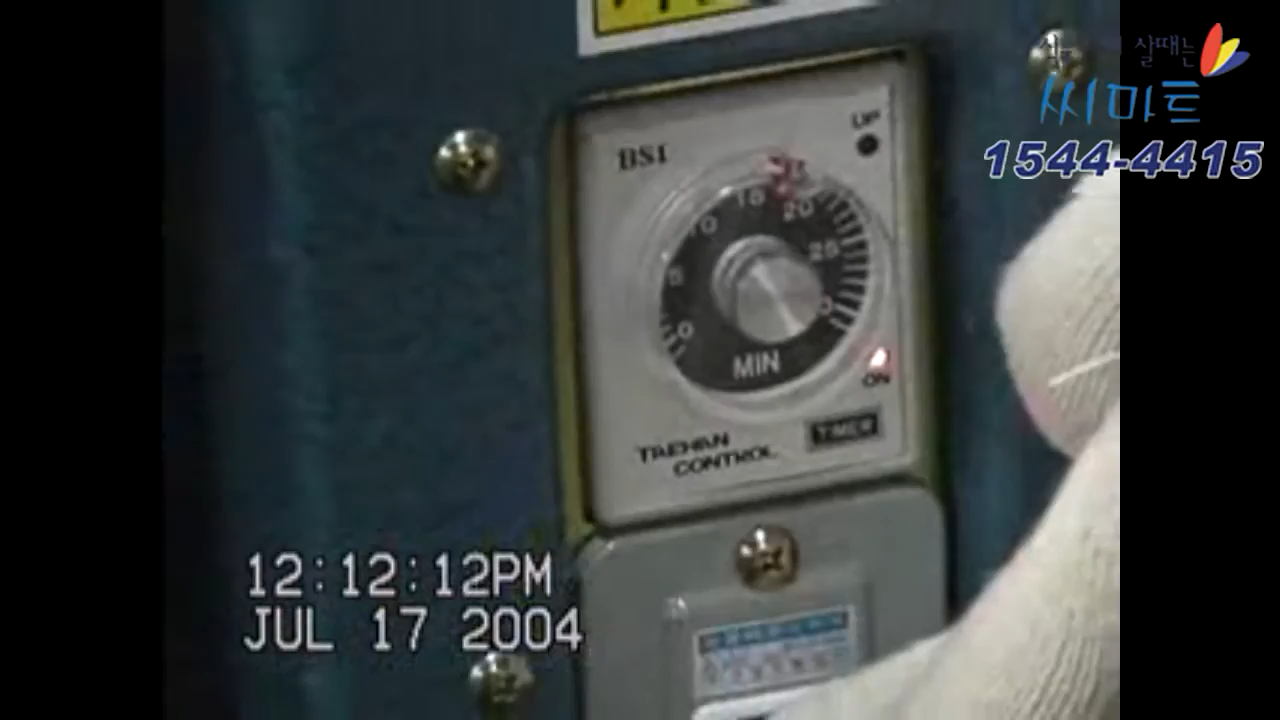 살때는
씨마트
1544-4415
UP
BSI
0
5
10
15
20
25
MIN
ON
TIMER
TAEHAN
CONTROL
12:12:12PM
JUL 17 2004